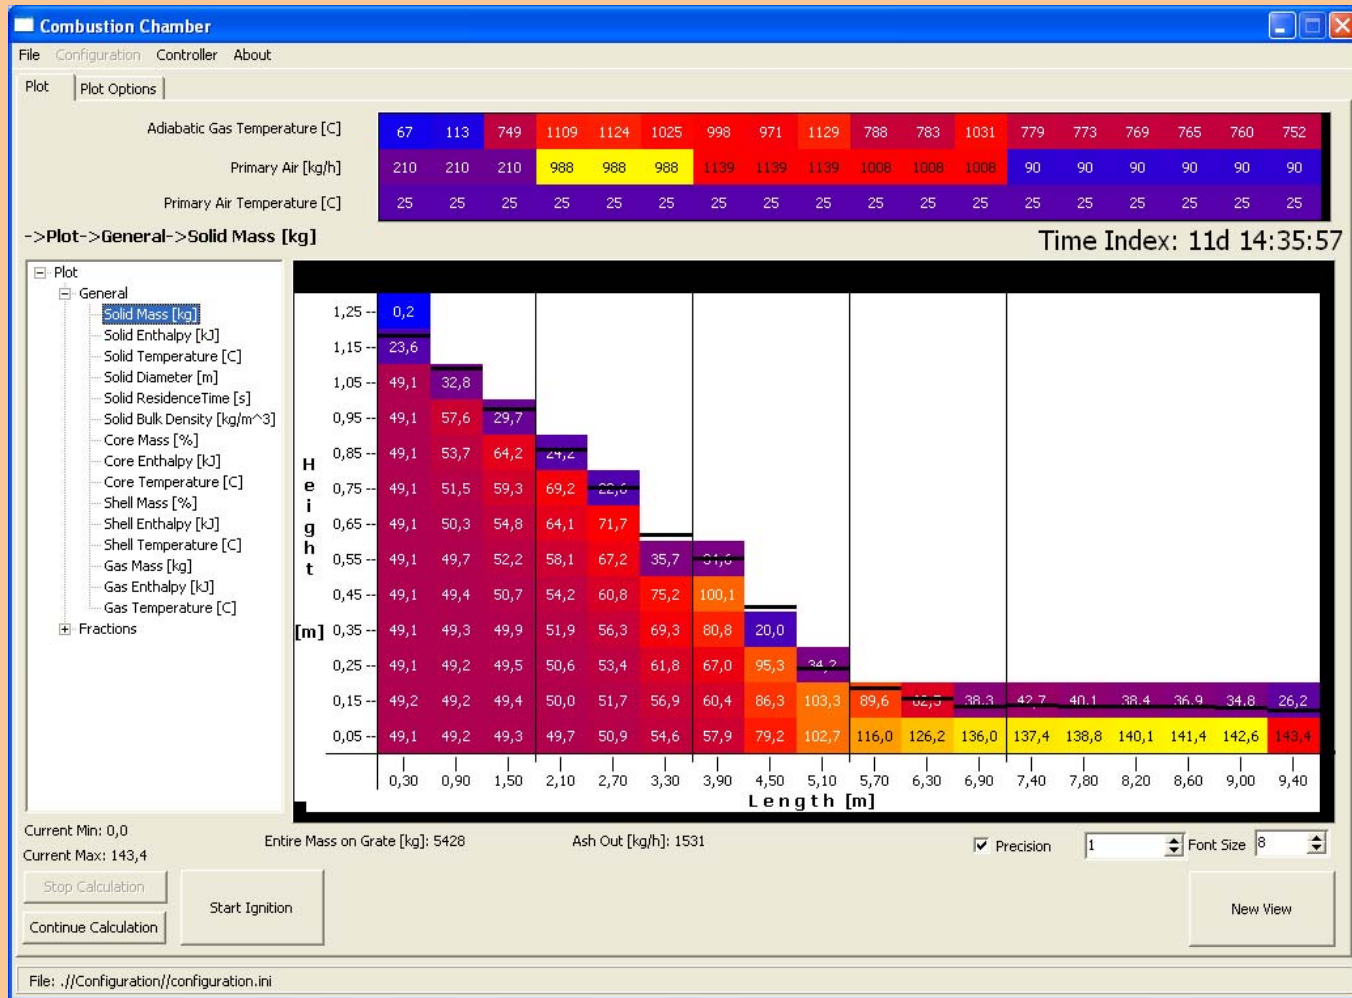 Combustion Chamber
File Configuration Controller About
Plot Plot Options
Adiabatic Gas Temperature [C] 67 113 749 1109 1124 1025 998 971 1129 788 783 1031 779 773 769 765 760 752
Primary Air [kg/h] 210 210 210 988 988 988 1139 1139 1139 1008 1008 1008 90 90 90 90 90 90
Primary Air Temperature [C] 25 25 25 25 25 25 25 25 25 25 25 25 25 25 25 25 25 25
->Plot->General->Solid Mass [kg]
Time Index: 11d 14:35:57
Plot
General
Solid Mass [kg]
Solid Enthalpy [kJ]
Solid Temperature [C]
Solid Diameter [m]
Solid ResidenceTime [s]
Solid Bulk Density [kg/m^3]
Core Mass [%]
Core Enthalpy [kJ]
Core Temperature [C]
Shell Mass [%]
Shell Enthalpy [kJ]
Shell Temperature [C]
Gas Mass [kg]
Gas Enthalpy [kJ]
Gas Temperature [C]
Fractions
Height [m]
1,25 -- 0,2
1,15 -- 23,6
1,05 -- 49,1 32,8
0,95 -- 49,1 57,6 29,7
0,85 -- 49,1 53,7 64,2 24,2
0,75 -- 49,1 51,5 59,3 69,2 22,6
0,65 -- 49,1 50,3 54,8 64,1 71,7
0,55 -- 49,1 49,7 52,2 58,1 67,2 35,7
0,45 -- 49,1 49,4 50,7 54,2 60,8 75,2 100,1
0,35 -- 49,1 49,3 49,9 51,9 56,3 69,3 80,8 20,0
0,25 -- 49,1 49,2 49,5 50,6 53,4 61,8 67,0 95,3 34,2
0,15 -- 49,2 49,2 49,4 50,0 51,7 56,9 60,4 86,3 103,3 89,6 38,3 42,7 40,1 38,4 36,9 34,8 26,2
0,05 -- 49,1 49,2 49,3 49,7 50,9 54,6 57,9 79,2 102,7 116,0 126,2 136,0 137,4 138,8 140,1 141,4 142,6 143,4
0,30 0,90 1,50 2,10 2,70 3,30 3,90 4,50 5,10 5,70 6,30 6,90 7,40 7,80 8,20 8,60 9,00 9,40
Length [m]
Current Min: 0,0
Current Max: 143,4
Entire Mass on Grate [kg]: 5428
Ash Out [kg/h]: 1531
Precision 1
Font Size 8
Stop Calculation
Continue Calculation
Start Ignition
New View
File: .//Configuration//configuration.ini